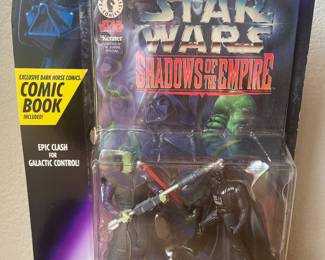 STAR
WARS
Kenner
SHADOWS OF THE EMPIRE
EXCLUSIVE DARK HORSE COMICS
COMIC
BOOK
INCLUDED!
EPIC CLASH
FOR
GALACTIC CONTROL!